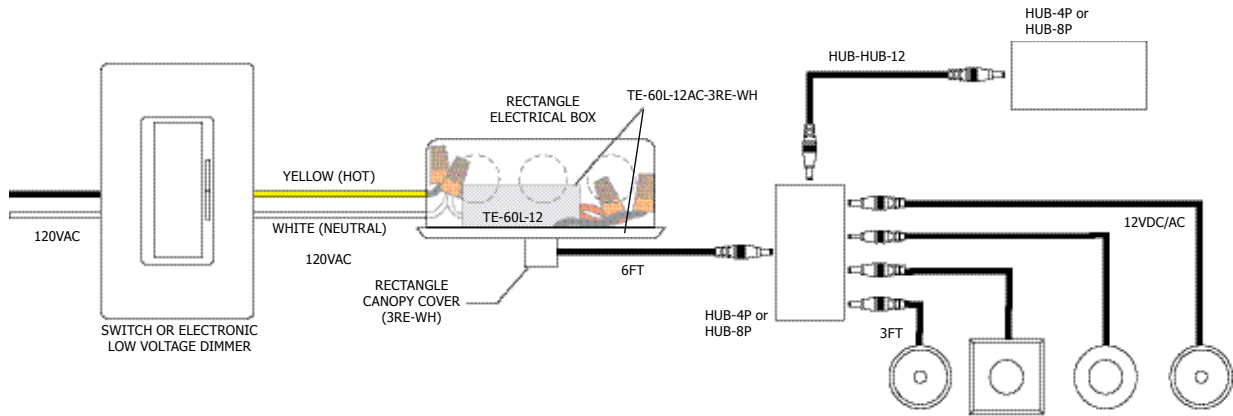 HUB-4P or
HUB-8P
HUB-HUB-12
RECTANGLE
ELECTRICAL BOX
TE-60L-12AC-3RE-WH
YELLOW (HOT)
TE-60L-12
WHITE (NEUTRAL)
120VAC
120VAC
12VDC/AC
6FT
RECTANGLE
CANOPY COVER
(3RE-WH)
HUB-4P or
HUB-8P
3FT
SWITCH OR ELECTRONIC
LOW VOLTAGE DIMMER